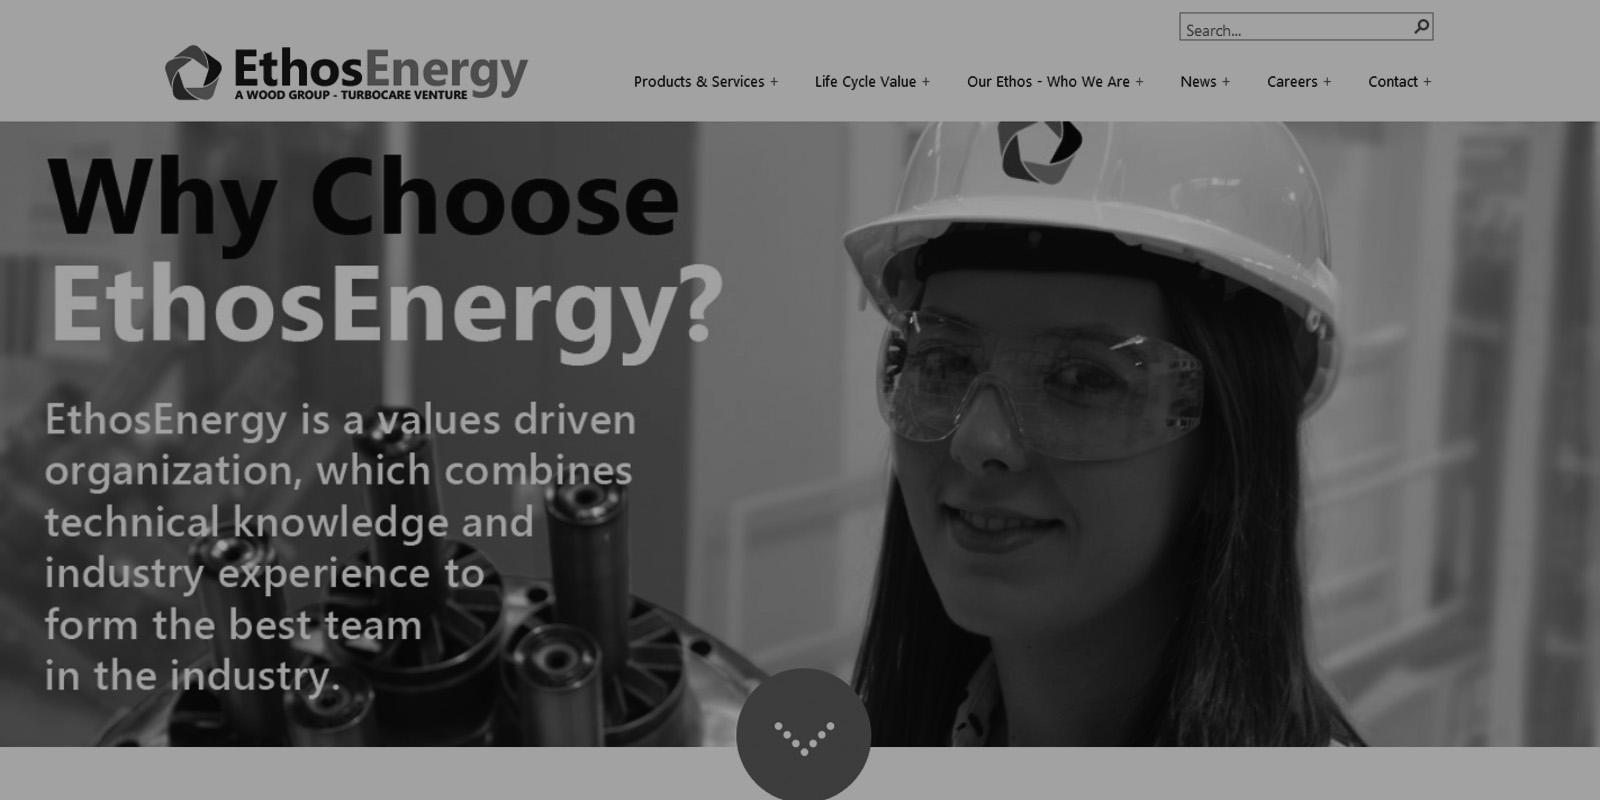 Search...
EthosEnergy
A WOOD GROUP - TURBOCARE VENTURE
Products & Services +
Life Cycle Value +
Our Ethos - Who We Are +
News +
Careers +
Contact +
Why Choose
EthosEnergy?
EthosEnergy is a values driven
organization, which combines
technical knowledge and
industry experience to
form the best team
in the industry.